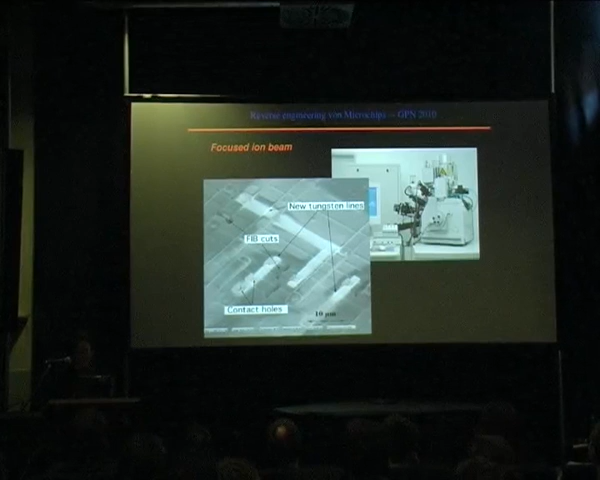 Reverse engineering von Microchips -- GPN 2010
Focused ion beam
New tungsten lines
FIB cuts
Contact holes
10 µm